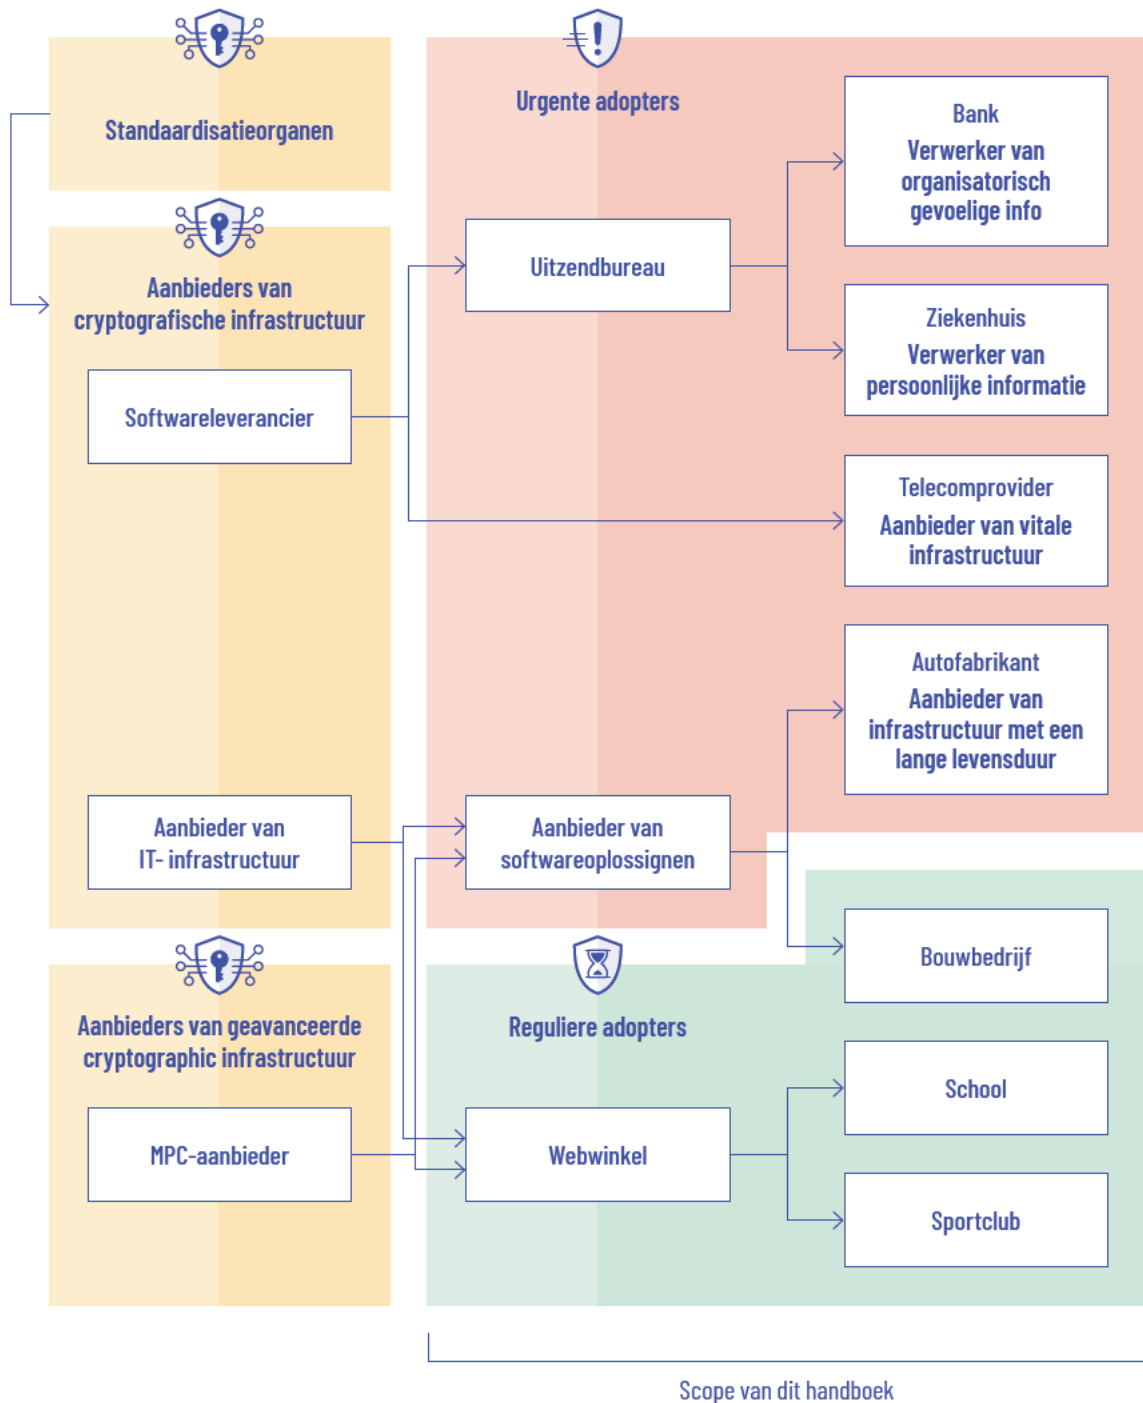 Standaardisatieorganen
Aanbieders van
cryptografische infrastructuur
Softwareleverancier
Aanbieder van
IT- infrastructuur
Aanbieders van geavanceerde
cryptographic infrastructuur
MPC-aanbieder
Urgente adopters
Uitzendbureau
Bank
Verwerker van
organisatorisch
gevoelige info
Ziekenhuis
Verwerker van
persoonlijke informatie
Telecomprovider
Aanbieder van vitale
infrastructuur
Autofabrikant
Aanbieder van
infrastructuur met een
lange levensduur
Aanbieder van
softwareoplossignen
Reguliere adopters
Bouwbedrijf
Webwinkel
School
Sportclub
Scope van dit handboek